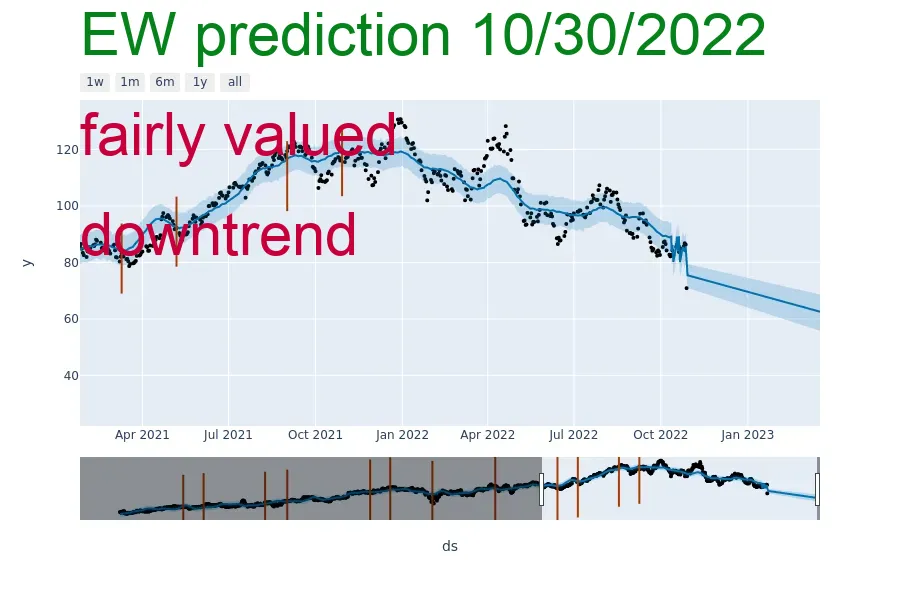 EW prediction 10/30/2022
1w 1m 6m 1y all
fairly valued
downtrend
120
100
80
60
40
y
Apr 2021 Jul 2021 Oct 2021 Jan 2022 Apr 2022 Jul 2022 Oct 2022 Jan 2023
ds